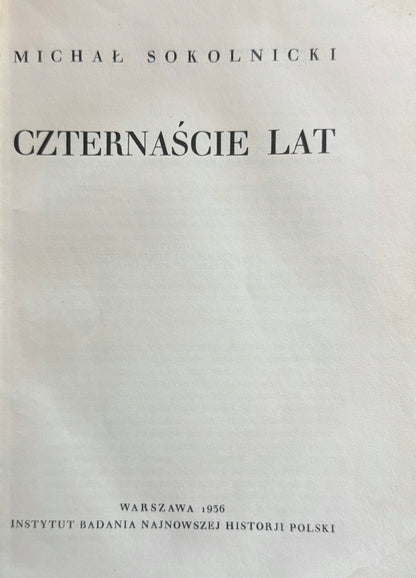 MICHAŁ SOKOLNICKI
CZTERNAŚCIE LAT
WARSZAWA 1936
INSTYTUT BADANIA NAJNOWSZEJ HISTORJI POLSKI